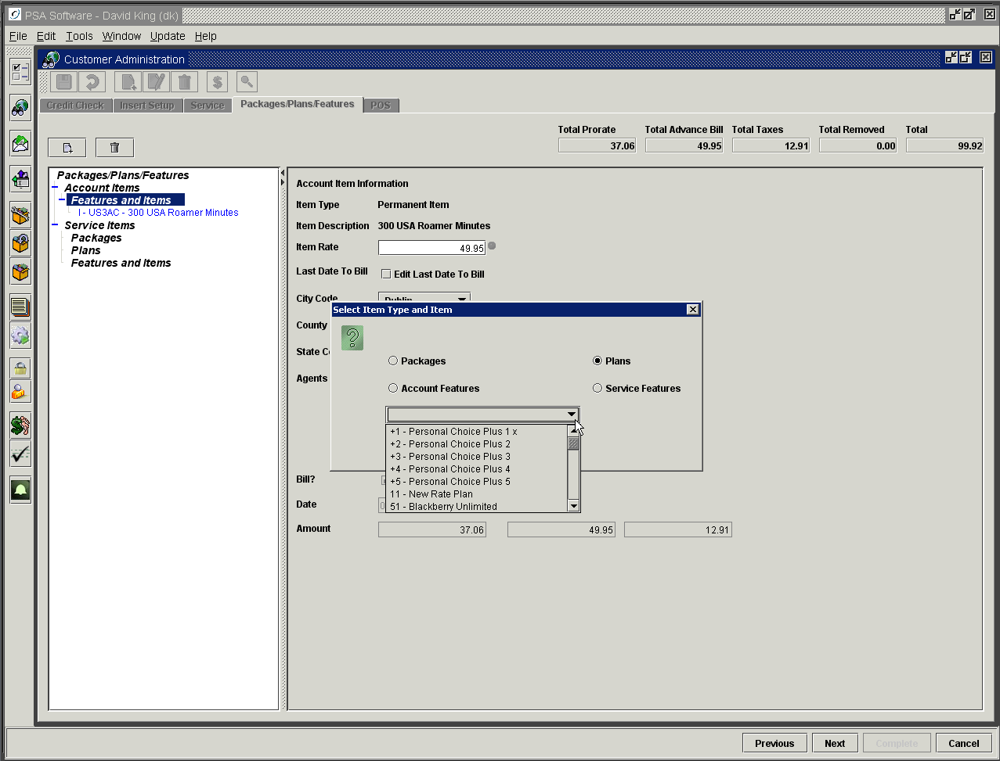 PSA Software - David King (dk)
File Edit Tools Window Update Help
Customer Administration
Credit Check Insert Setup Service Packages/Plans/Features POS
Total Prorate Total Advance Bill Total Taxes Total Removed Total
37.06 49.95 12.91 0.00 99.92
Packages/Plans/Features
Account Items
Features and Items
I - US3AC - 300 USA Roamer Minutes
Service Items
Packages
Plans
Features and Items
Account Item Information
Item Type Permanent Item
Item Description 300 USA Roamer Minutes
Item Rate 49.95
Last Date To Bill Edit Last Date To Bill
City Code Dublin
County
State
Agents
Select Item Type and Item
Packages Plans
Account Features Service Features
+1 - Personal Choice Plus 1 x
+2 - Personal Choice Plus 2
+3 - Personal Choice Plus 3
+4 - Personal Choice Plus 4
+5 - Personal Choice Plus 5
11 - New Rate Plan
51 - Blackberry Unlimited
Bill?
Date
Amount 37.06 49.95 12.91
Previous Next Complete Cancel